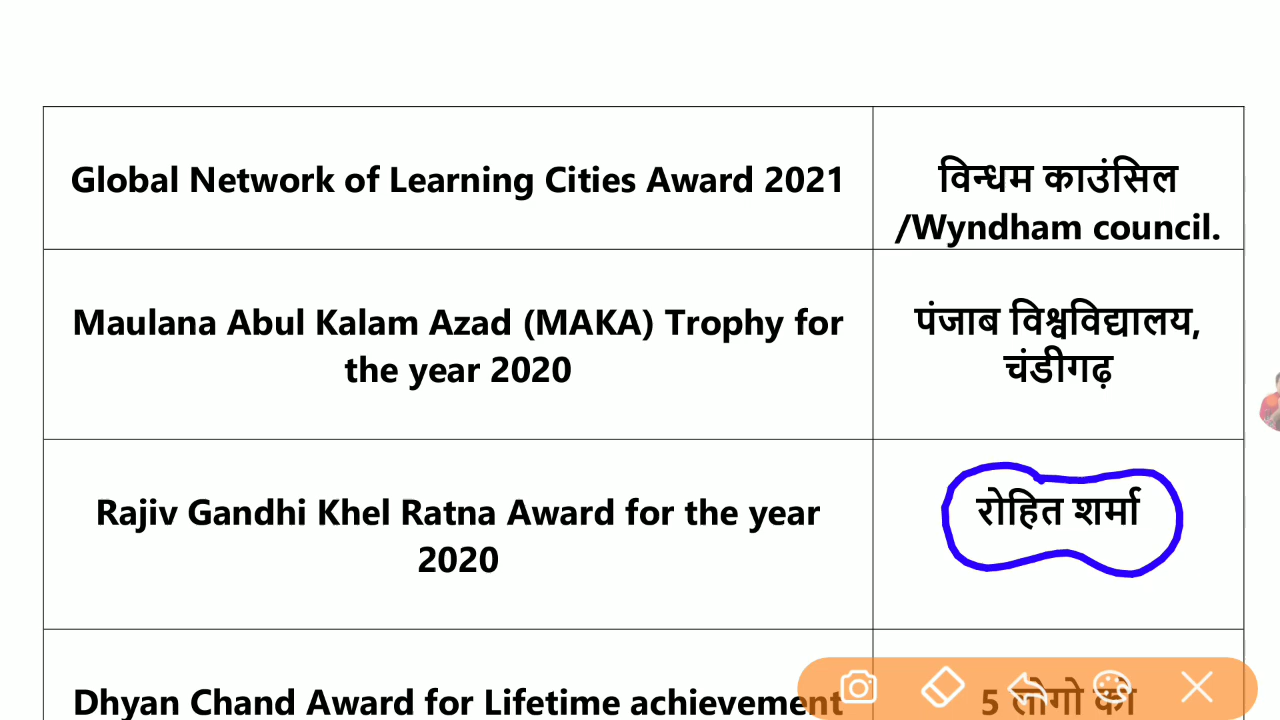 Global Network of Learning Cities Award 2021
विन्धम काउंसिल
/Wyndham council.
Maulana Abul Kalam Azad (MAKA) Trophy for
the year 2020
पंजाब विश्वविद्यालय,
चंडीगढ़
Rajiv Gandhi Khel Ratna Award for the year
2020
रोहित शर्मा
Dhyan Chand Award for Lifetime achievement
5 लोगो को